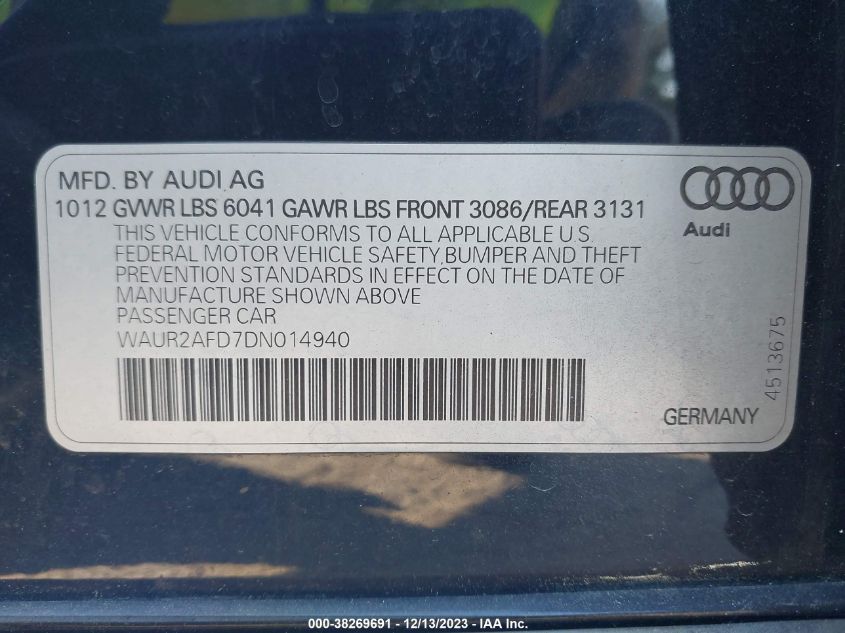 MFD. BY AUDI AG
1012 GVWR LBS 6041 GAWR LBS FRONT 3086/REAR 3131
THIS VEHICLE CONFORMS TO ALL APPLICABLE U.S.
FEDERAL MOTOR VEHICLE SAFETY, BUMPER AND THEFT
PREVENTION STANDARDS IN EFFECT ON THE DATE OF
MANUFACTURE SHOWN ABOVE
PASSENGER CAR
WAUR2AFD7DN014940
Audi
4513675
GERMANY
000-38269691 - 12/13/2023 - IAA Inc.